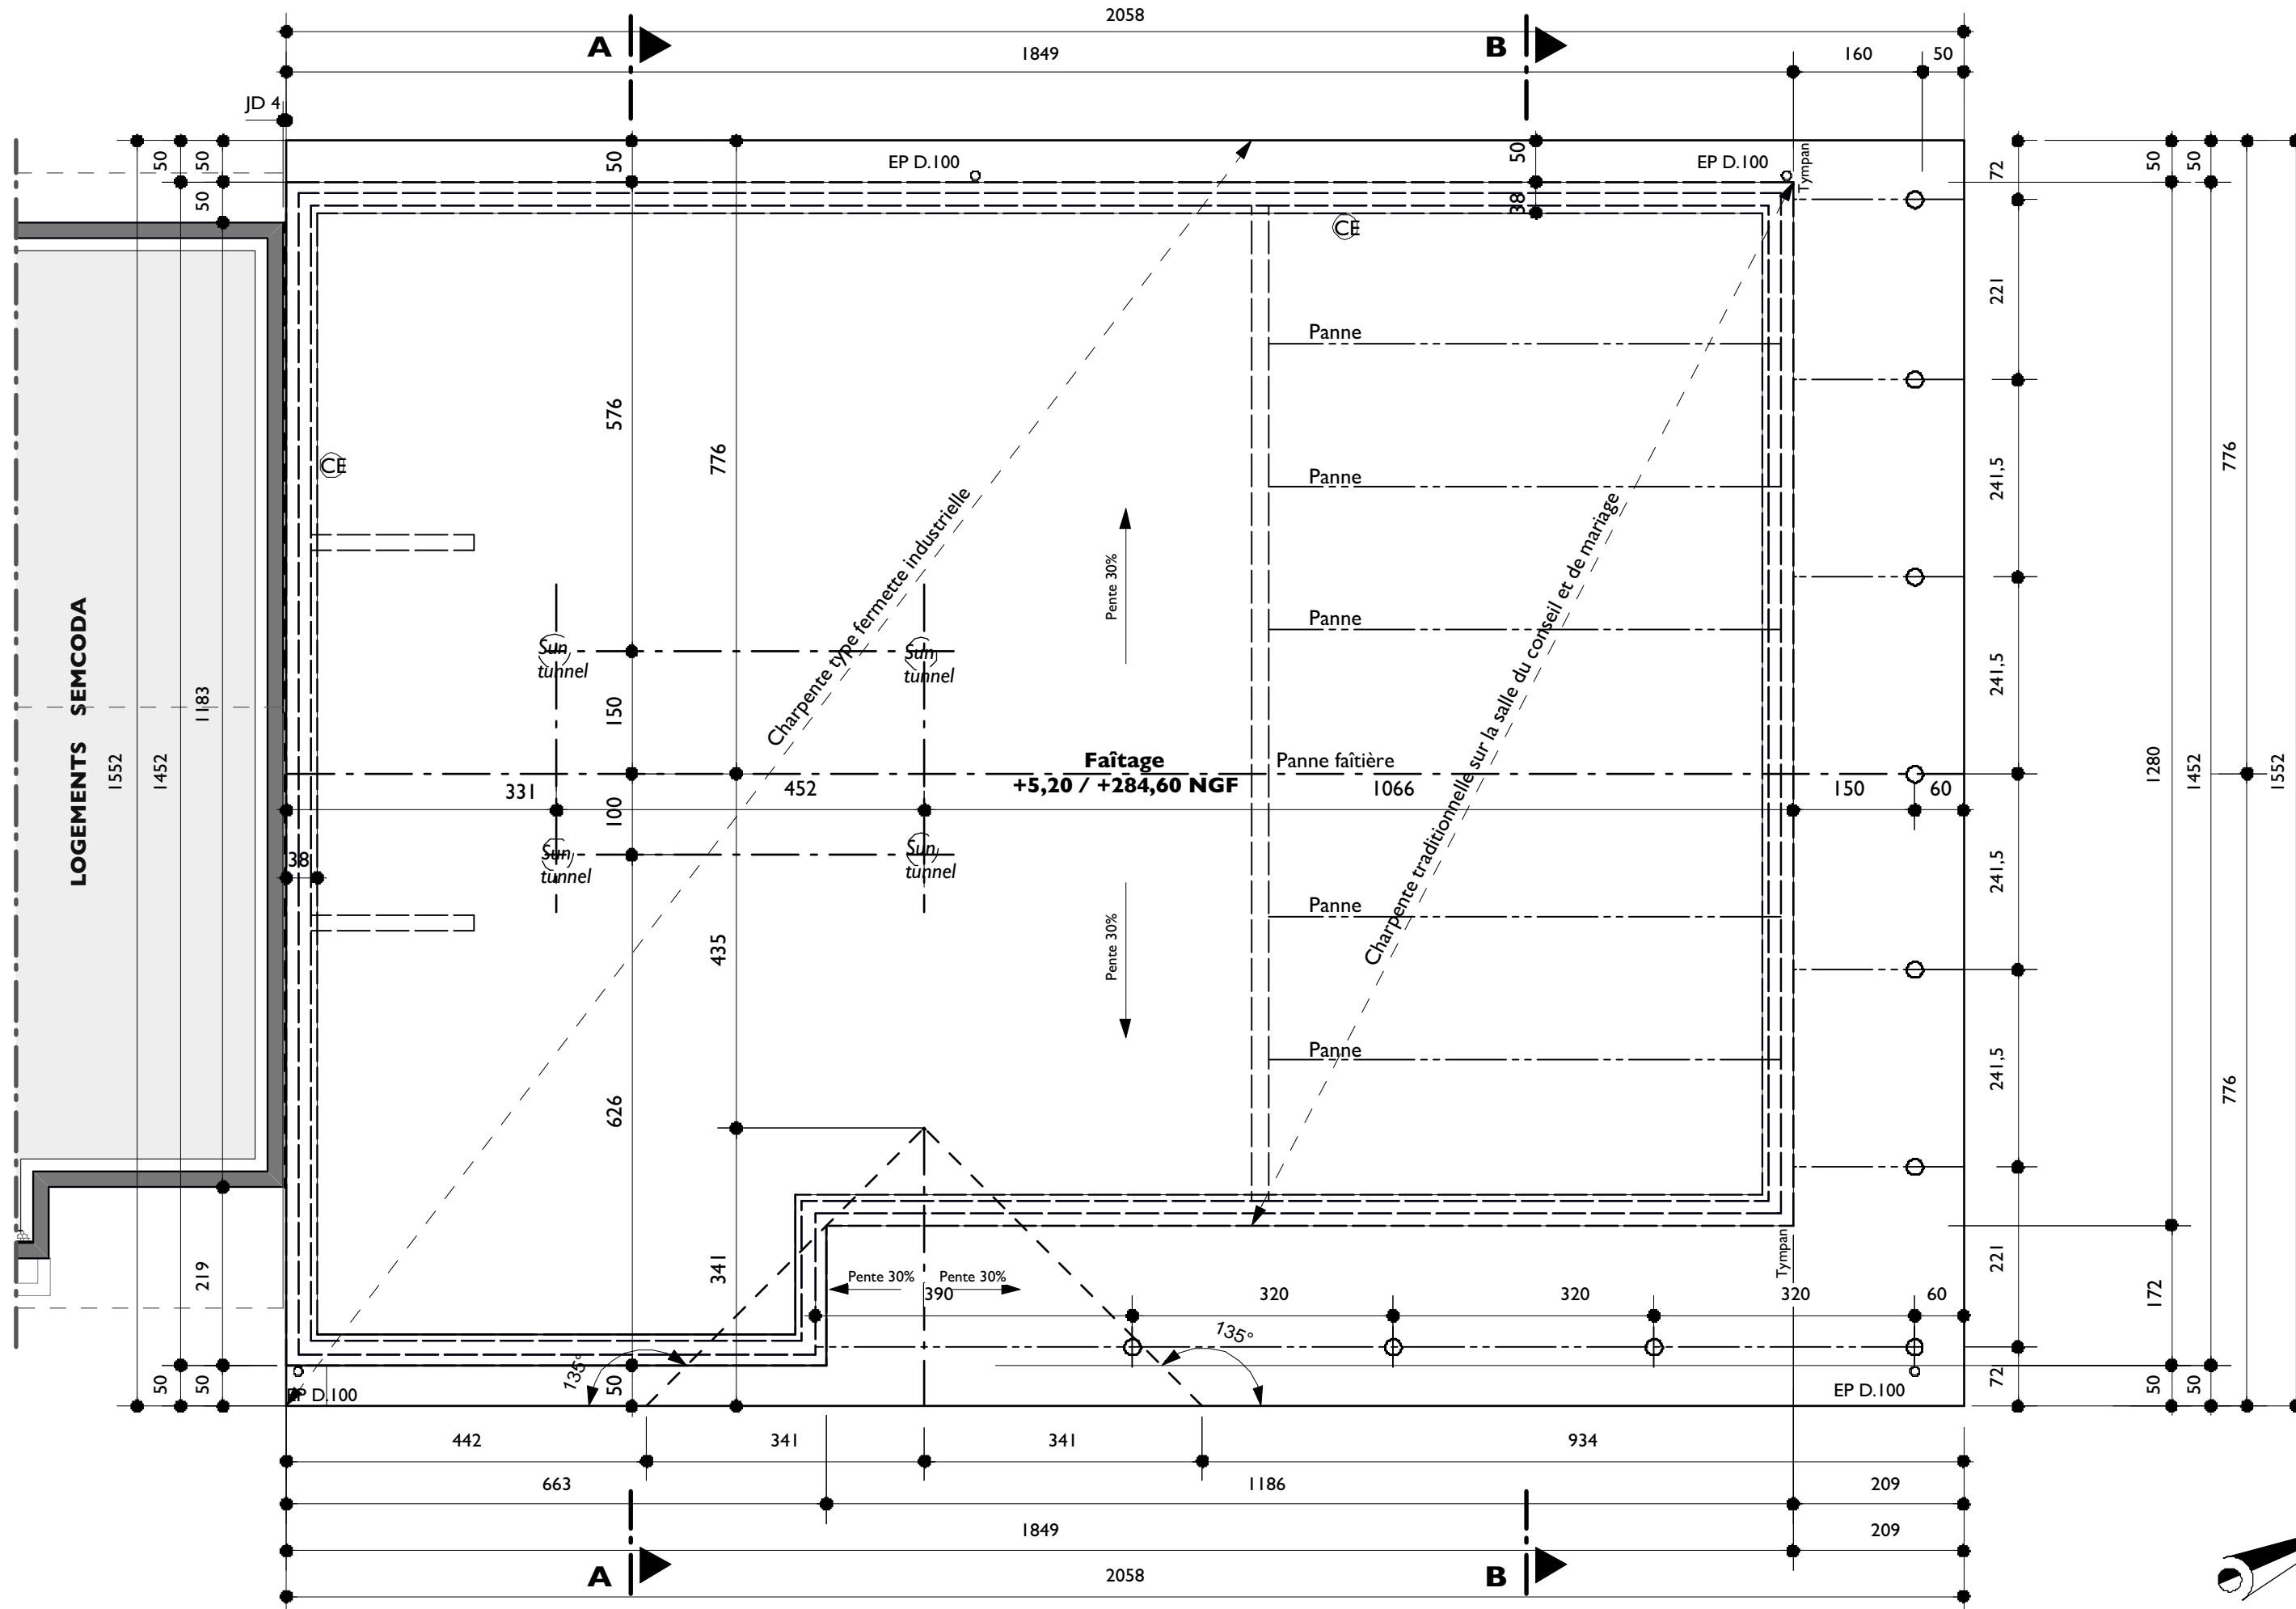 2058
A
B
1849
160
50
JD 4
50
50
50
50
72
50
50
EP D.100
EP D.100
Tympan
50
38
CE
221
Panne
576
776
CE
Panne
241,5
776
Charpente type fermette industrielle
Charpente traditionnelle sur la salle du conseil et de mariage
Pente 30%
Panne
Sun
tunnel
Sun
tunnel
241,5
LOGEMENTS SEMCODA
1183
150
1552
1452
Faîtage
Panne faîtière
+5,20 / +284,60 NGF
331
452
1066
150
60
1280
1452
1552
100
38
Sun
tunnel
Sun
tunnel
241,5
Panne
435
Pente 30%
Panne
241,5
776
626
219
341
Pente 30%
Pente 30%
Tympan
221
390
320
320
320
60
172
135°
135°
50
50
50
EP D.100
EP D.100
72
50
50
442
341
341
934
663
1186
209
1849
209
A
B
2058